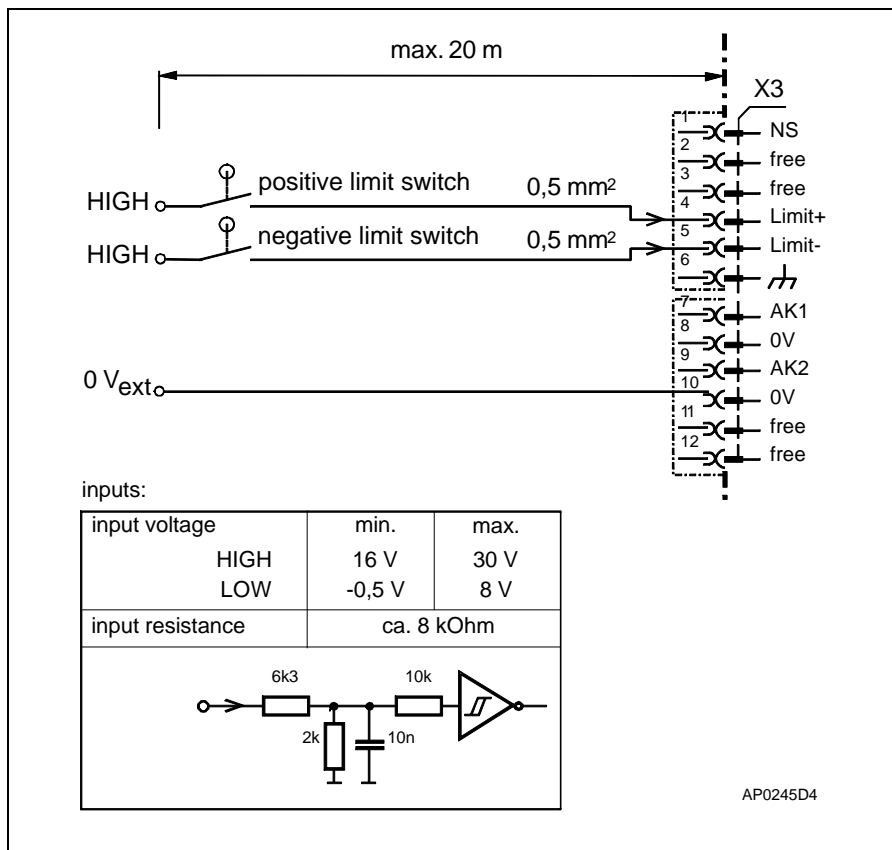 max. 20 m
X3
1
NS
2
free
3
free
4
HIGH
positive limit switch
0,5 mm²
Limit+
5
HIGH
negative limit switch
0,5 mm²
Limit-
6
7
AK1
8
0V
9
AK2
10
0 Vext
0V
11
free
12
free
inputs:
input voltage min. max.
HIGH 16 V 30 V
LOW -0,5 V 8 V
input resistance ca. 8 kOhm
6k3
10k
2k
10n
AP0245D4